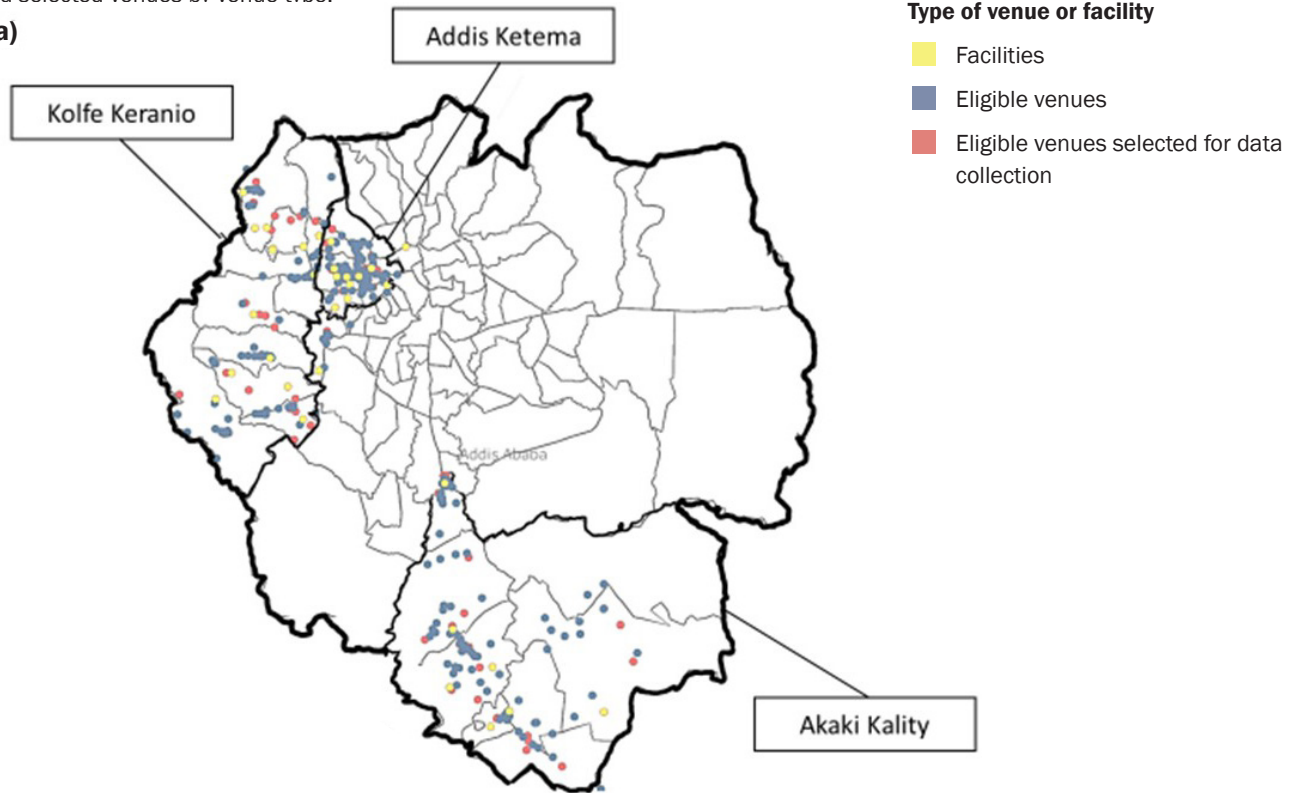 a)
Addis Ketema
Kolfe Keranio
Type of venue or facility
Facilities
Eligible venues
Eligible venues selected for data
collection
Addis Ababa
Akaki Kality